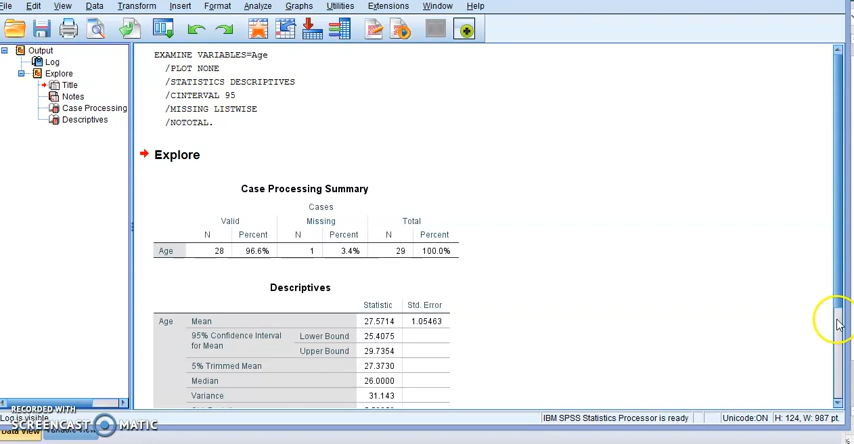 File Edit View Data Transform Insert Format Analyze Graphs Utilities Extensions Window Help
Output
Log
Explore
Title
Notes
Case Processing
Descriptives
EXAMINE VARIABLES=Age
/PLOT NONE
/STATISTICS DESCRIPTIVES
/CINTERVAL 95
/MISSING LISTWISE
/NOTOTAL.
Explore
Case Processing Summary
Cases
Valid Missing Total
N Percent N Percent N Percent
Age 28 96.6% 1 3.4% 29 100.0%
Descriptives
Statistic Std. Error
Age Mean 27.5714 1.05463
95% Confidence Interval for Mean Lower Bound 25.4075
Upper Bound 29.7354
5% Trimmed Mean 27.3730
Median 26.0000
Variance 31.143
RECORDED WITH
SCREENCAST MATIC
Log is visible
IBM SPSS Statistics Processor is ready Unicode:ON H: 124, W: 987 pt.
Data View